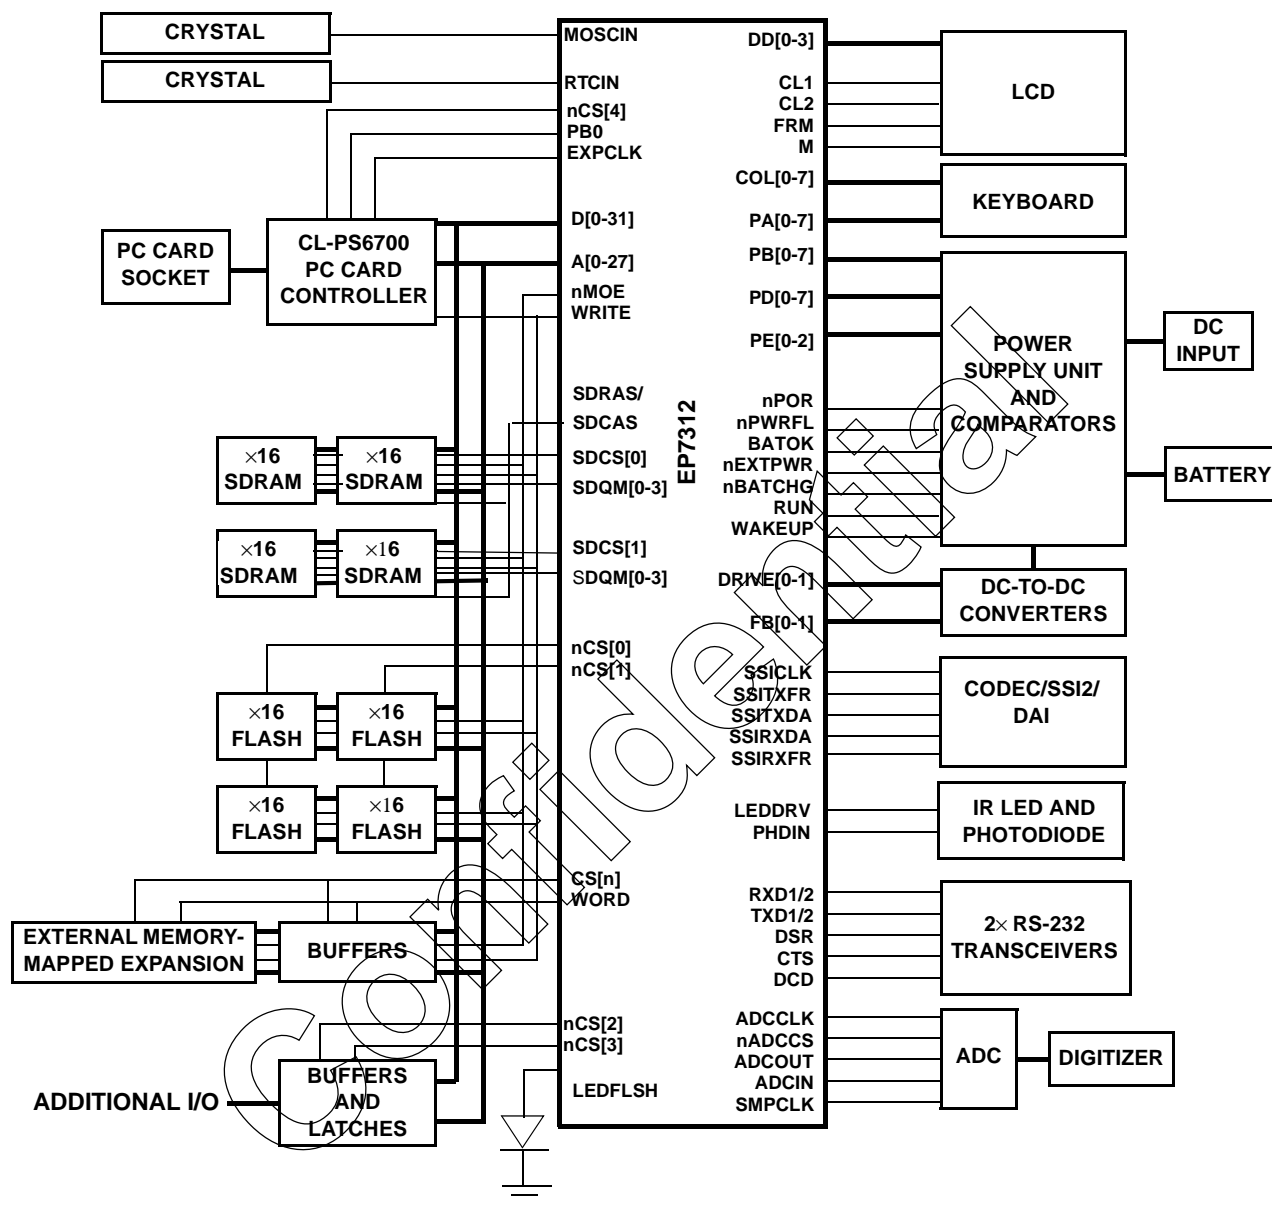 CRYSTAL
CRYSTAL
PC CARD
SOCKET
CL-PS6700
PC CARD
CONTROLLER
×16
SDRAM
×16
SDRAM
×16
SDRAM
×16
SDRAM
×16
FLASH
×16
FLASH
×16
FLASH
×16
FLASH
EXTERNAL MEMORY-
MAPPED EXPANSION
BUFFERS
ADDITIONAL I/O
BUFFERS
AND
LATCHES
MOSCIN
RTCIN
nCS[4]
PB0
EXPCLK
D[0-31]
A[0-27]
nMOE
WRITE
SDRAS/
SDCAS
SDCS[0]
SDQM[0-3]
SDCS[1]
SDQM[0-3]
nCS[0]
nCS[1]
CS[n]
WORD
nCS[2]
nCS[3]
LEDFLSH
EP7312
DD[0-3]
CL1
CL2
FRM
M
COL[0-7]
PA[0-7]
PB[0-7]
PD[0-7]
PE[0-2]
nPOR
nPWRFL
BATOK
nEXTPWR
nBATCHG
RUN
WAKEUP
DRIVE[0-1]
FB[0-1]
SSICLK
SSITXFR
SSITXDA
SSIRXDA
SSIRXFR
LEDDRV
PHDIN
RXD1/2
TXD1/2
DSR
CTS
DCD
ADCCLK
nADCCS
ADCOUT
ADCIN
SMPCLK
LCD
KEYBOARD
POWER
SUPPLY UNIT
AND
COMPARATORS
DC
INPUT
BATTERY
DC-TO-DC
CONVERTERS
CODEC/SSI2/
DAI
IR LED AND
PHOTODIODE
2× RS-232
TRANSCEIVERS
ADC
DIGITIZER
Confidential